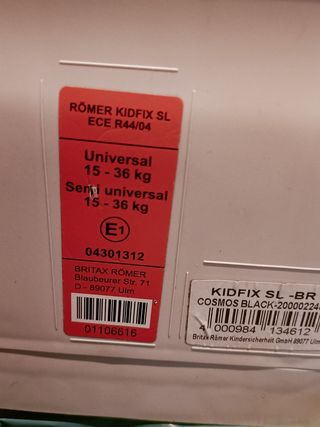 RÖMER KIDFIX SL
ECE R44/04
Universal
15 - 36 kg
Semi universal
15 - 36 kg
E1
04301312
BRITAX RÖMER
Blaubeurer Str. 71
D - 89077 Ulm
01106616
KIDFIX SL -BR
COSMOS BLACK-2000022
4 000984 134612
Britax Römer Kindersicherheit GmbH 89077 Ulm